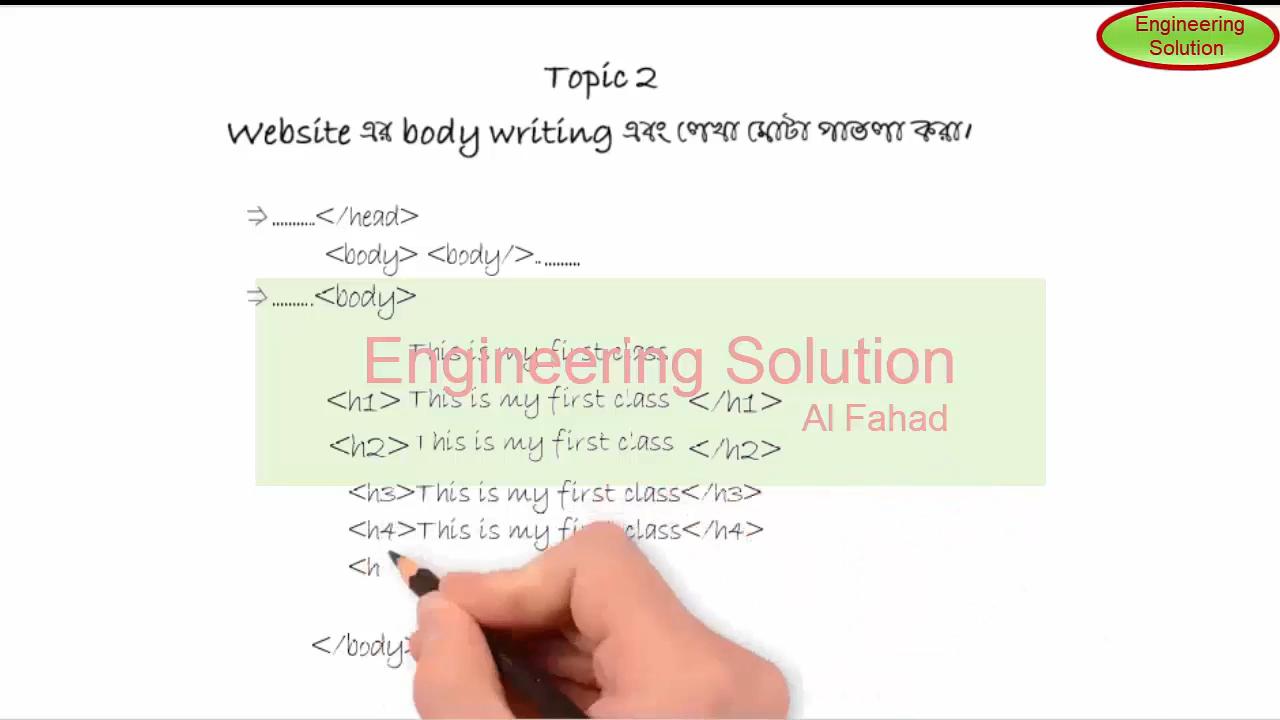 Engineering
Solution
Topic 2
Website এর body writing এবং লেখা মোটা পাতলা করা।
⇒ ...........</head>
<body> <body/>...........
⇒ ..........<body>
This is my first class
Engineering Solution
<h1> This is my first class </h1>
Al Fahad
<h2> This is my first class </h2>
<h3>This is my first class</h3>
<h4>This is my first class</h4>
<h
</body>